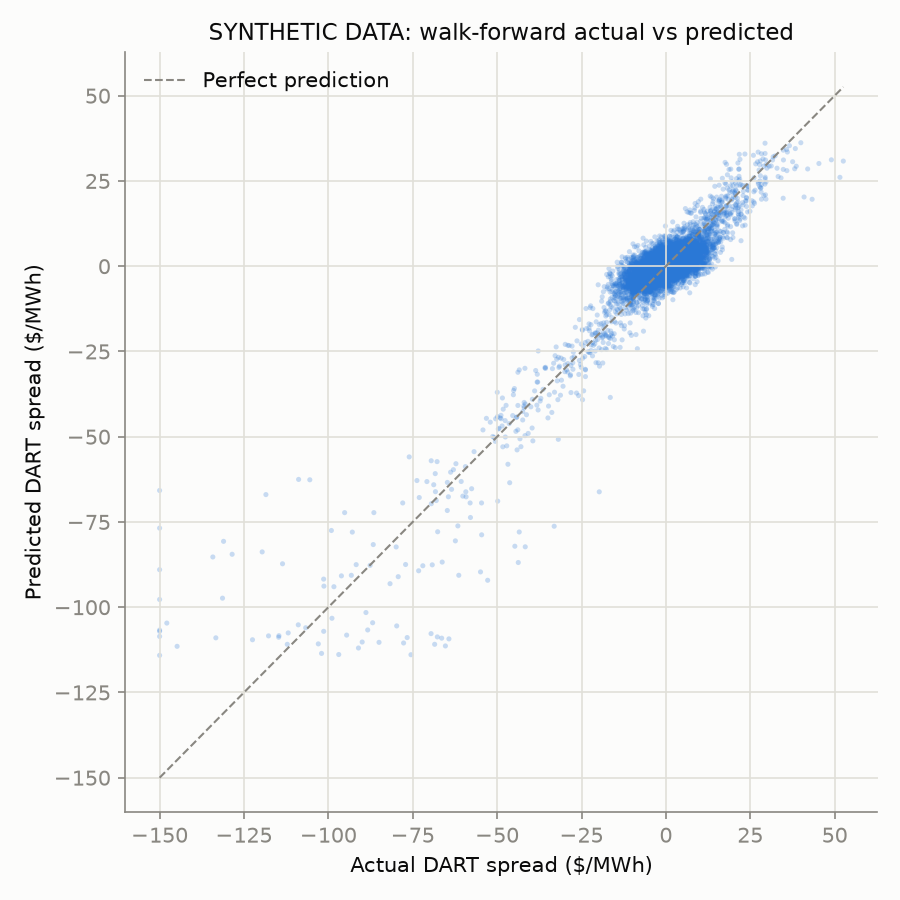 SYNTHETIC DATA: walk-forward actual vs predicted
Perfect prediction
50
25
0
−25
−50
−75
−100
−125
−150
Predicted DART spread ($/MWh)
−150 −125 −100 −75 −50 −25 0 25 50
Actual DART spread ($/MWh)